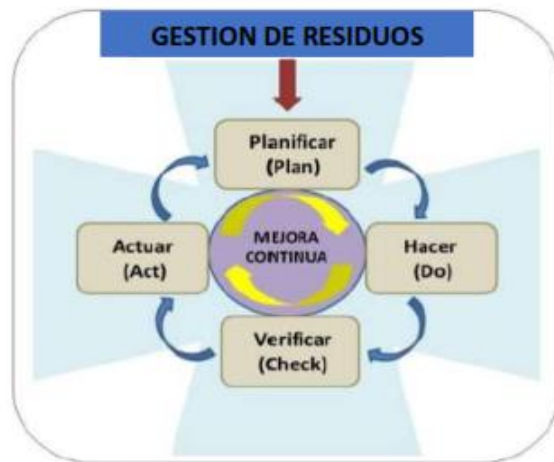 GESTION DE RESIDUOS
Planificar
(Plan)
Actuar
(Act)
MEJORA
CONTINUA
Hacer
(Do)
Verificar
(Check)